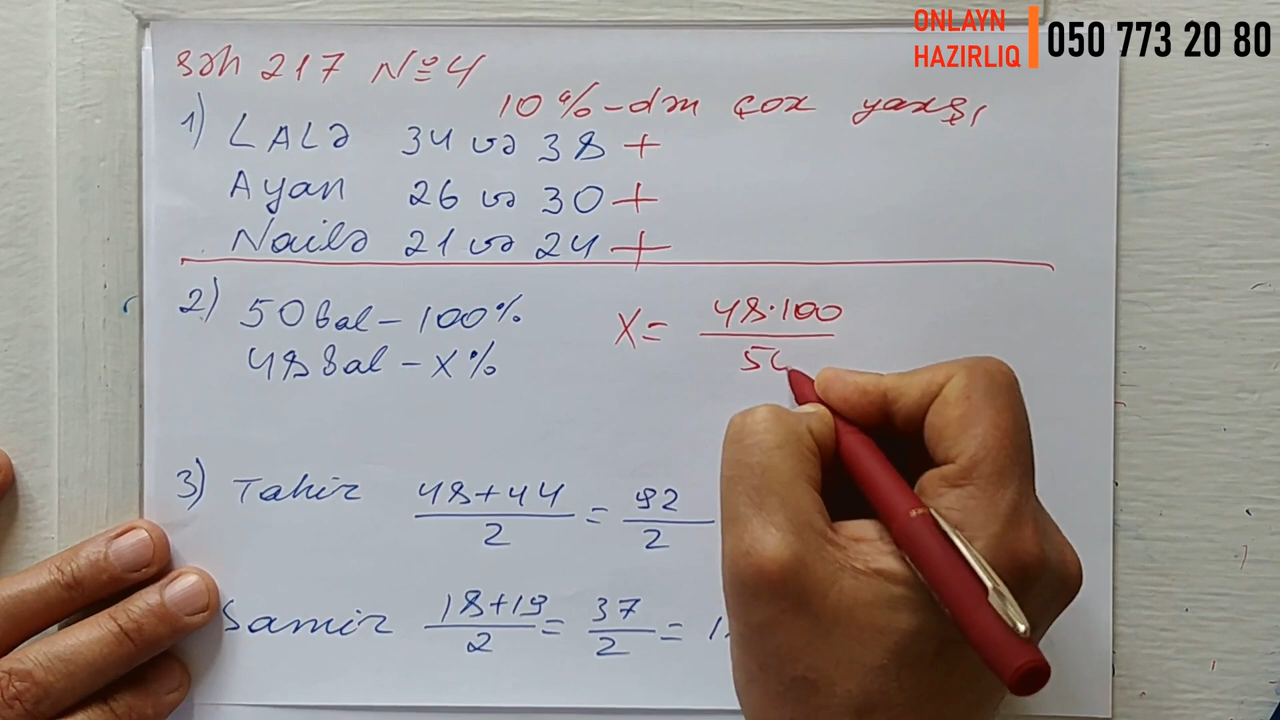 ONLAYN
HAZIRLIQ
050 773 20 80
səh 217 №4
10%-dən çox yaxşı
1) LALə 34 və 38 +
Ayan 26 və 30 +
Nailə 21 və 24 +
2) 50 bal - 100%
48 bal - x%
x = 48·100
50
3) Tahir 48+44/2 = 92/2
Samir 18+19/2 = 37/2 = 1